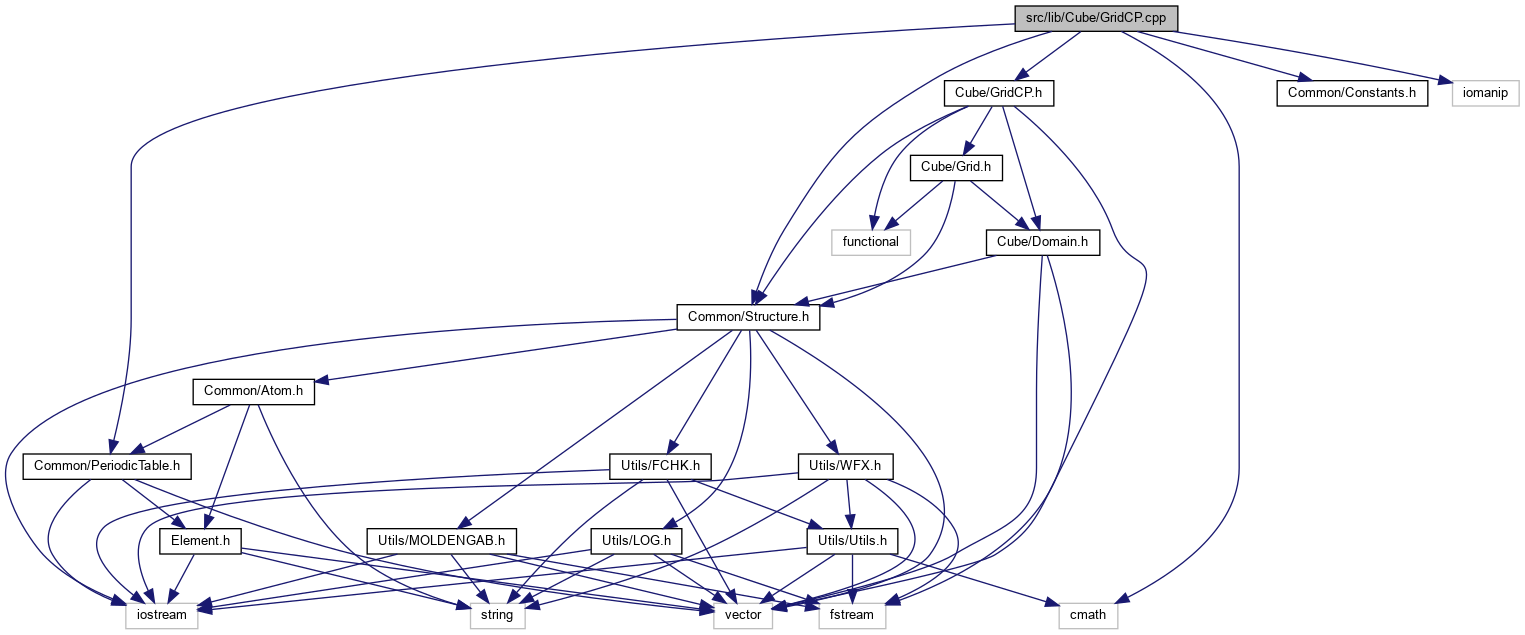 src/lib/Cube/GridCP.cpp
Cube/GridCP.h
Common/Constants.h
iomanip
Cube/Grid.h
functional
Cube/Domain.h
Common/Structure.h
Common/Atom.h
Common/PeriodicTable.h
Utils/FCHK.h
Utils/WFX.h
Element.h
Utils/MOLDENGAB.h
Utils/LOG.h
Utils/Utils.h
iostream
string
vector
fstream
cmath